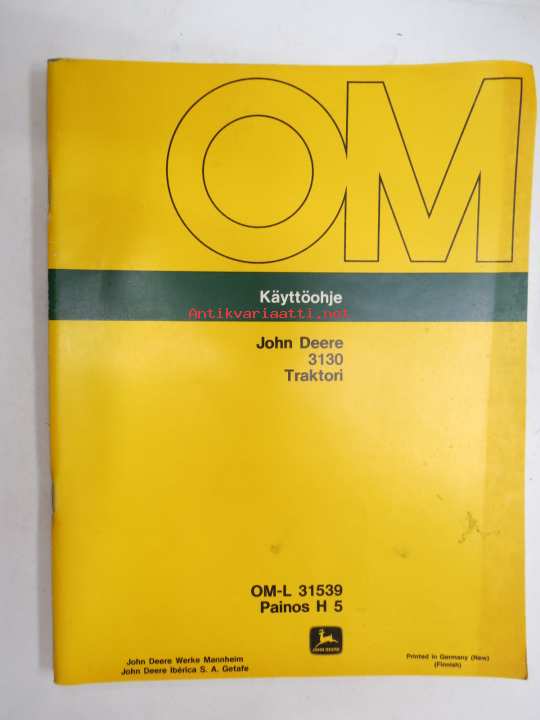 OM
Käyttöohje
Antikvariaatti.net
John Deere
3130
Traktori
OM-L 31539
Painos H 5
JOHN DEERE
John Deere Werke Mannheim
John Deere Ibérica S. A. Getafe
Printed in Germany (New)
(Finnish)